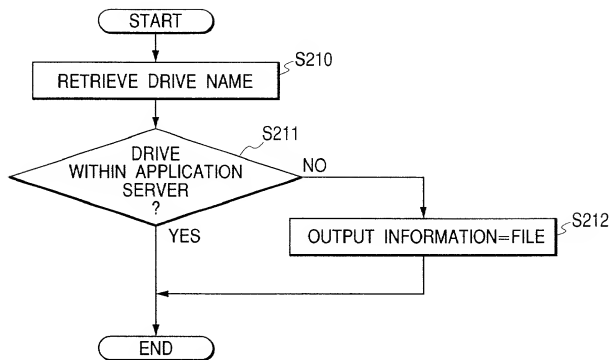 START
S210
RETRIEVE DRIVE NAME
S211
DRIVE
WITHIN APPLICATION
SERVER
?
NO
YES
S212
OUTPUT INFORMATION=FILE
END